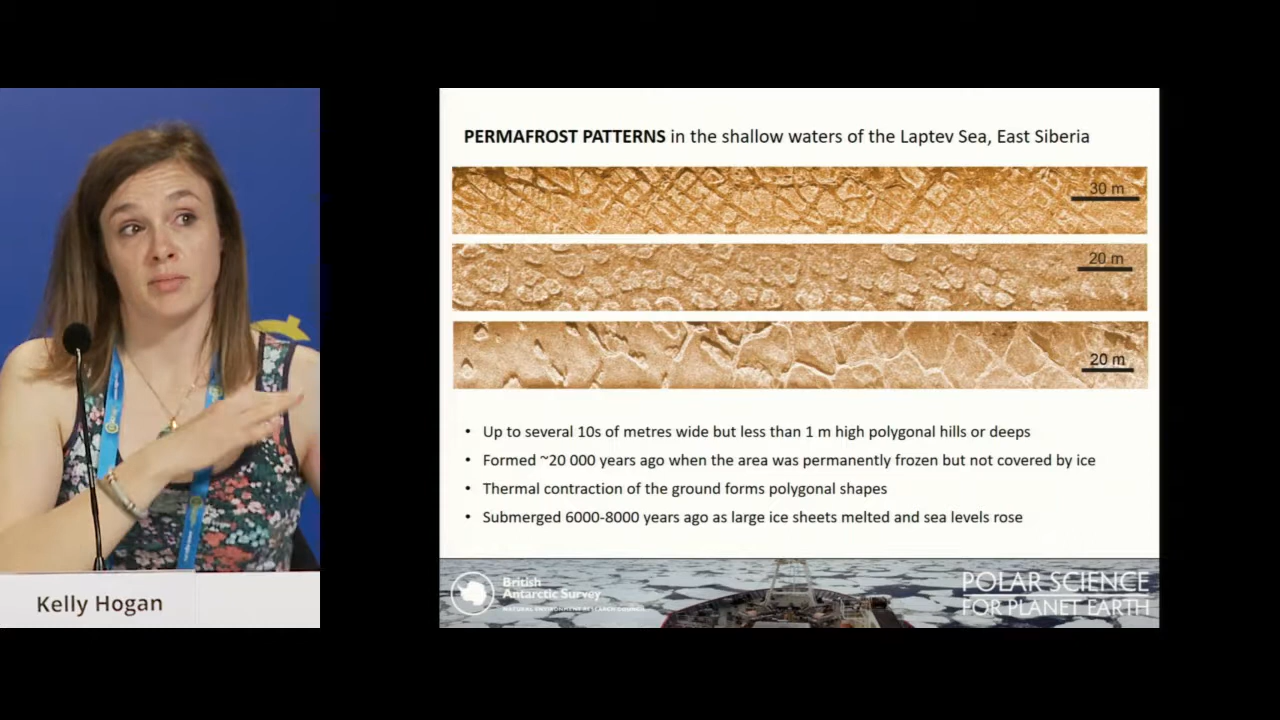 PERMAFROST PATTERNS in the shallow waters of the Laptev Sea, East Siberia
30 m
20 m
20 m
• Up to several 10s of metres wide but less than 1 m high polygonal hills or deeps
• Formed ~20 000 years ago when the area was permanently frozen but not covered by ice
• Thermal contraction of the ground forms polygonal shapes
• Submerged 6000-8000 years ago as large ice sheets melted and sea levels rose
British
Antarctic Survey
NATURAL ENVIRONMENT RESEARCH COUNCIL
POLAR SCIENCE
FOR PLANET EARTH
Kelly Hogan